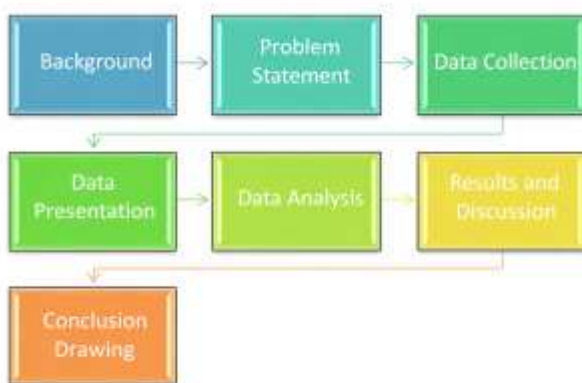 Background
Problem
Statement
Data Collection
Data
Presentation
Data Analysis
Results and
Discussion
Conclusion
Drawing